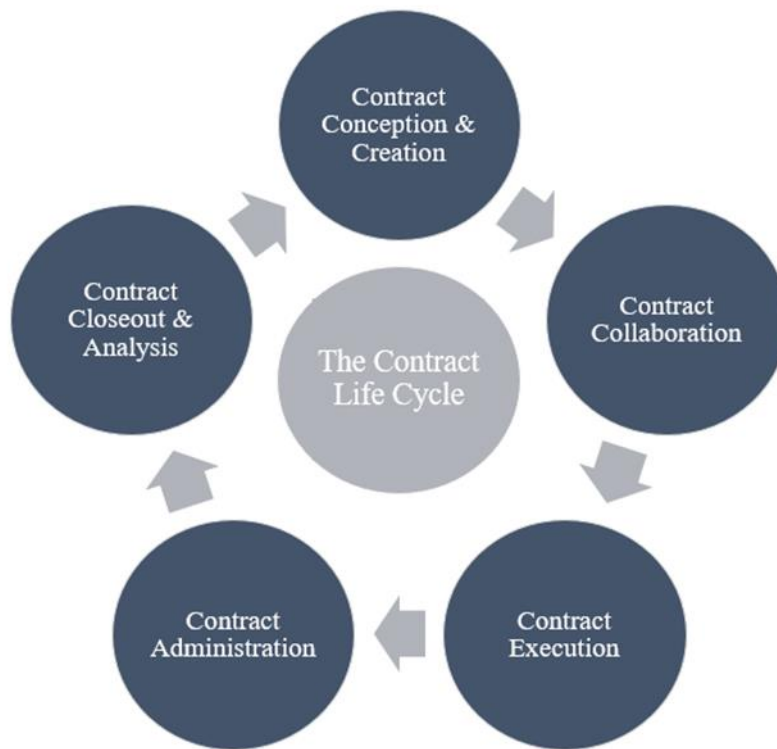 Contract
Conception &
Creation
Contract
Collaboration
Contract
Execution
Contract
Administration
Contract
Closeout &
Analysis
The Contract
Life Cycle